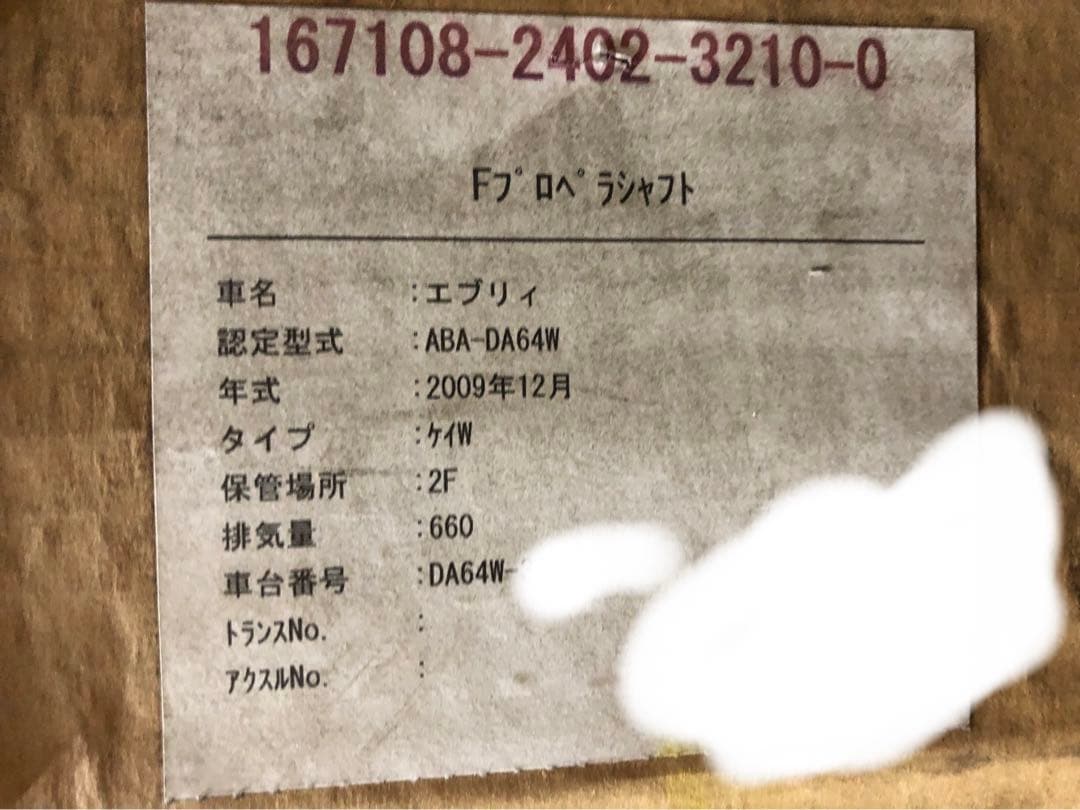 167108-2402-3210-0
Fﾌﾟﾛﾍﾟﾗｼｬﾌﾄ
車名 :エブリィ
認定型式 :ABA-DA64W
年式 :2009年12月
タイプ :ｹｲW
保管場所 :2F
排気量 :660
車台番号 :DA64W-
ﾄﾗﾝｽNo. :
ｱｸｽﾙNo. :